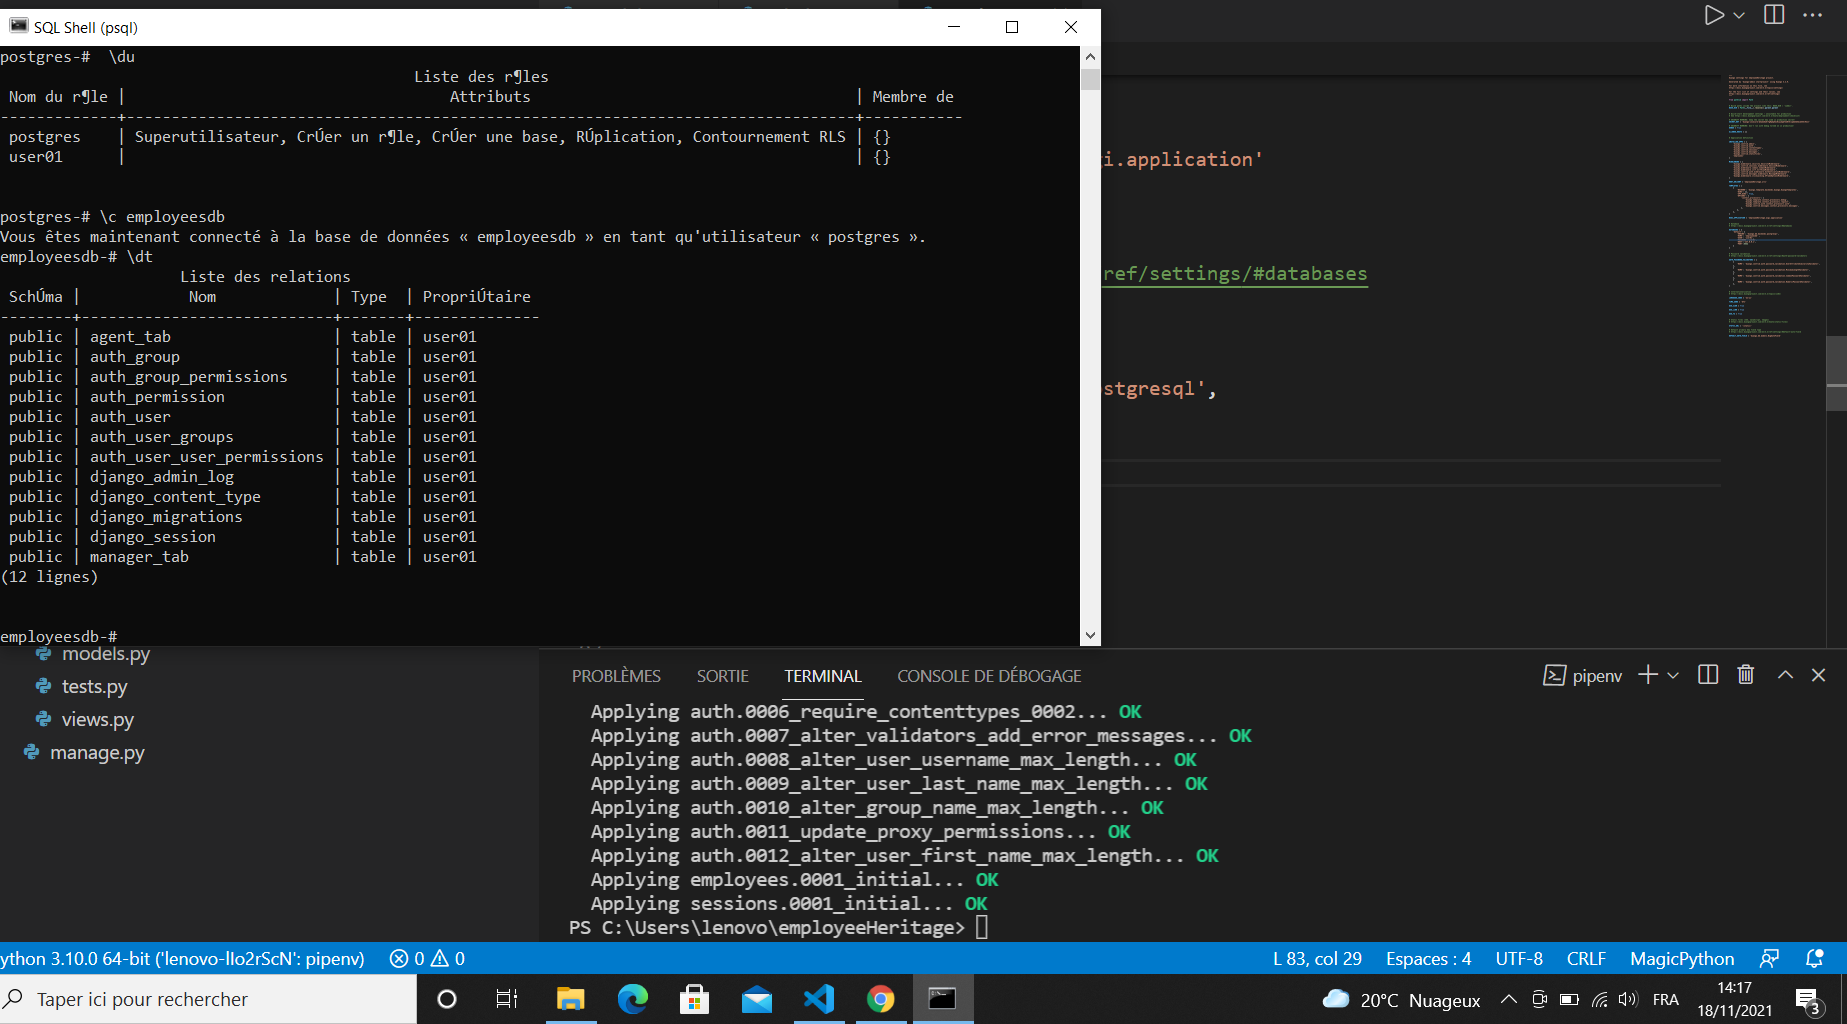 SQL Shell (psql)
postgres-#  \du
Liste des r¶les
Nom du r¶le | Attributs | Membre de
-------------+----------------------------------------------------------------------------------+-----------
postgres | Superutilisateur, CrÚer un r¶le, CrÚer une base, RÚplication, Contournement RLS | {}
user01 | | {}
postgres-# \c employeesdb
Vous êtes maintenant connecté à la base de données « employeesdb » en tant qu'utilisateur « postgres ».
employeesdb-# \dt
Liste des relations
SchÚma | Nom | Type | PropriÚtaire
--------+----------------------------+-------+--------------
public | agent_tab | table | user01
public | auth_group | table | user01
public | auth_group_permissions | table | user01
public | auth_permission | table | user01
public | auth_user | table | user01
public | auth_user_groups | table | user01
public | auth_user_user_permissions | table | user01
public | django_admin_log | table | user01
public | django_content_type | table | user01
public | django_migrations | table | user01
public | django_session | table | user01
public | manager_tab | table | user01
(12 lignes)
employeesdb-#
i.application'
ref/settings/#databases
stgresql',
models.py
tests.py
views.py
manage.py
PROBLÈMES SORTIE TERMINAL CONSOLE DE DÉBOGAGE pipenv
Applying auth.0006_require_contenttypes_0002... OK
Applying auth.0007_alter_validators_add_error_messages... OK
Applying auth.0008_alter_user_username_max_length... OK
Applying auth.0009_alter_user_last_name_max_length... OK
Applying auth.0010_alter_group_name_max_length... OK
Applying auth.0011_update_proxy_permissions... OK
Applying auth.0012_alter_user_first_name_max_length... OK
Applying employees.0001_initial... OK
Applying sessions.0001_initial... OK
PS C:\Users\lenovo\employeeHeritage>
ython 3.10.0 64-bit ('lenovo-lIo2rScN': pipenv) 0 0 L 83, col 29 Espaces : 4 UTF-8 CRLF MagicPython
Taper ici pour rechercher
20°C Nuageux FRA
14:17
18/11/2021
3